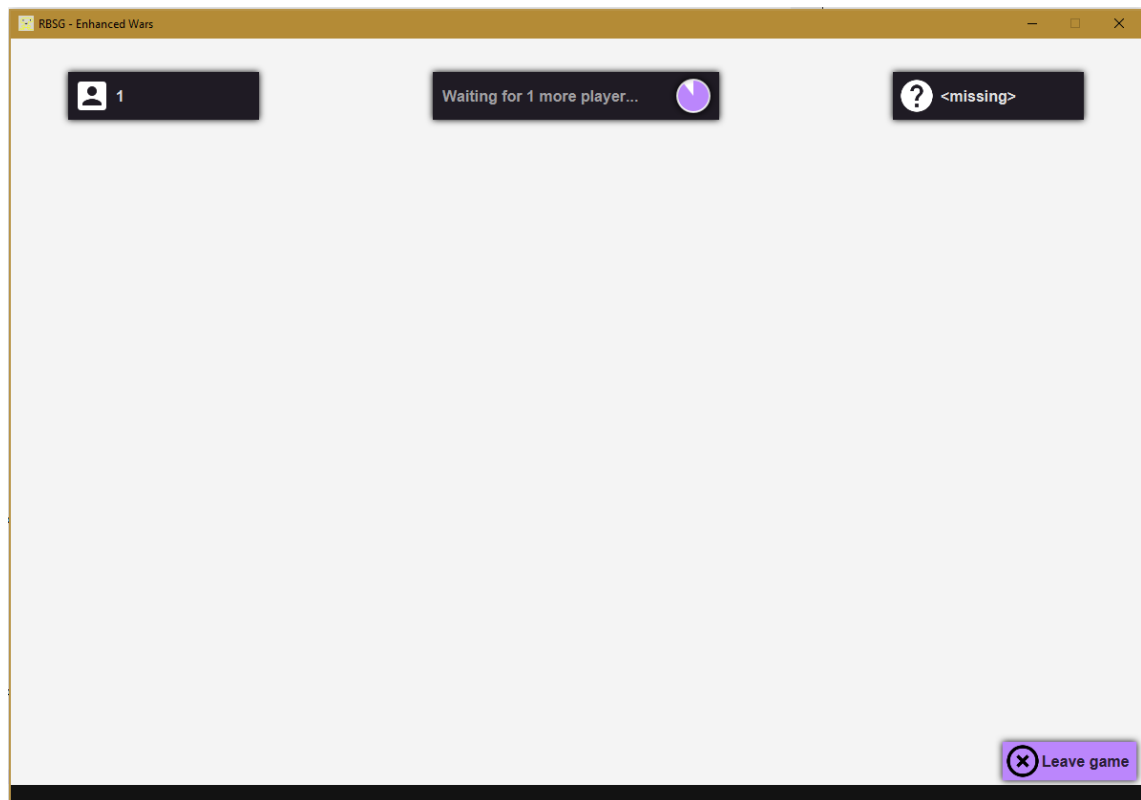 RBSG - Enhanced Wars
1
Waiting for 1 more player...
<missing>
Leave game